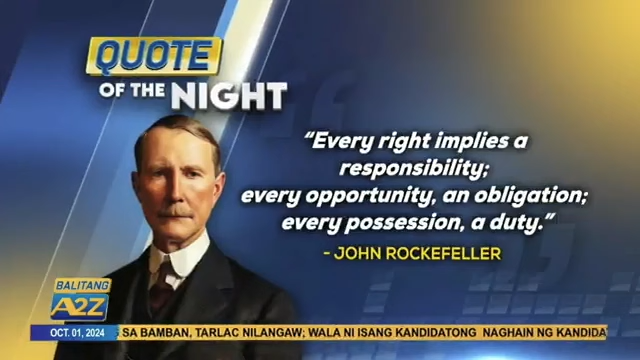 QUOTE
OF THE NIGHT
“Every right implies a
responsibility;
every opportunity, an obligation;
every possession, a duty.”
- JOHN ROCKEFELLER
BALITANG
A2Z
OCT. 01, 2024
SA BAMBAN, TARLAC NILANGAW; WALA NI ISANG KANDIDATONG NAGHAIN NG KANDIDA